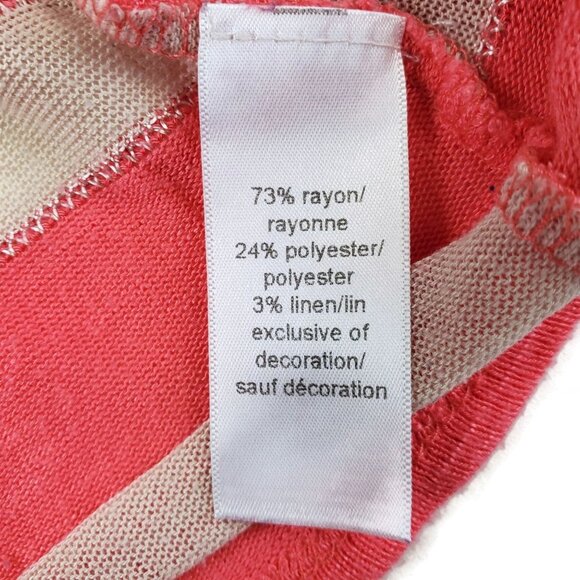 73% rayon/
rayonne
24% polyester/
polyester
3% linen/lin
exclusive of
decoration/
sauf décoration